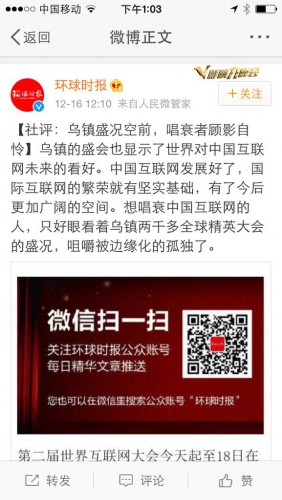 中国移动 下午1:03
返回 微博正文
环球时报
12-16 12:10 来自人民微管家
+关注
【社评：乌镇盛况空前，唱衰者顾影自
怜】乌镇的盛会也显示了世界对中国互联
网未来的看好。中国互联网发展好了，国
际互联网的繁荣就有坚实基础，有了今后
更加广阔的空间。想唱衰中国互联网的
人，只好眼看着乌镇两千多全球精英大会
的盛况，咀嚼被边缘化的孤独了。
微信扫一扫
关注环球时报公众账号
每日精华文章推送
您也可以在微信里搜索公众账号“环球时报”
第二届世界互联网大会今天起至18日在
转发 评论 赞